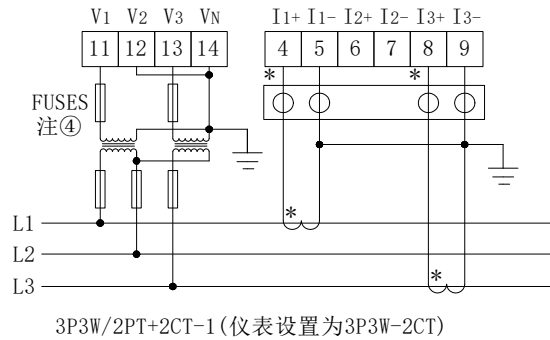 V1 V2 V3 VN I1+ I1- I2+ I2- I3+ I3-
11 12 13 14 4 5 6 7 8 9
* *
FUSES
注④
*
L1
L2
*
L3
3P3W/2PT+2CT-1(仪表设置为3P3W-2CT)